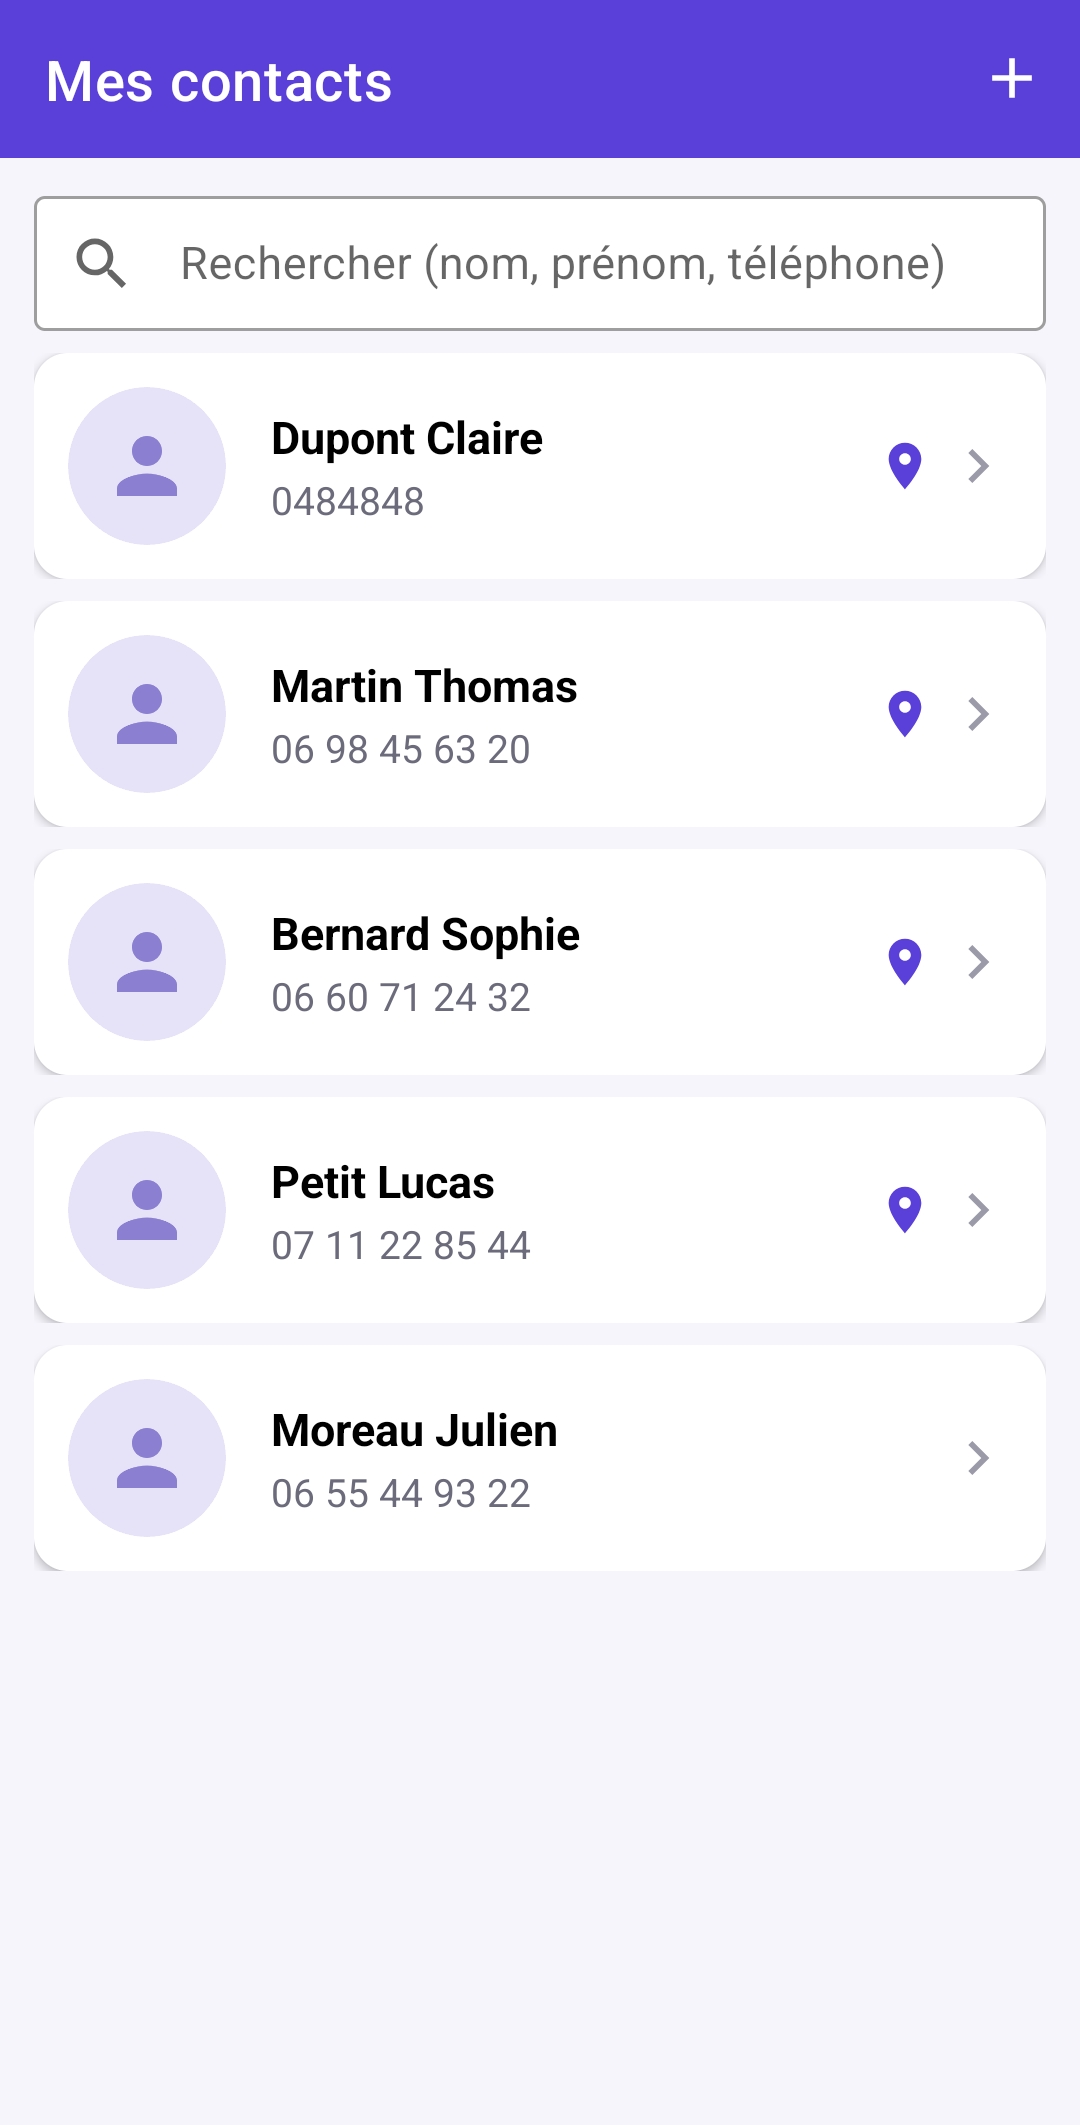 Mes contacts
Rechercher (nom, prénom, téléphone)
Dupont Claire
0484848
Martin Thomas
06 98 45 63 20
Bernard Sophie
06 60 71 24 32
Petit Lucas
07 11 22 85 44
Moreau Julien
06 55 44 93 22